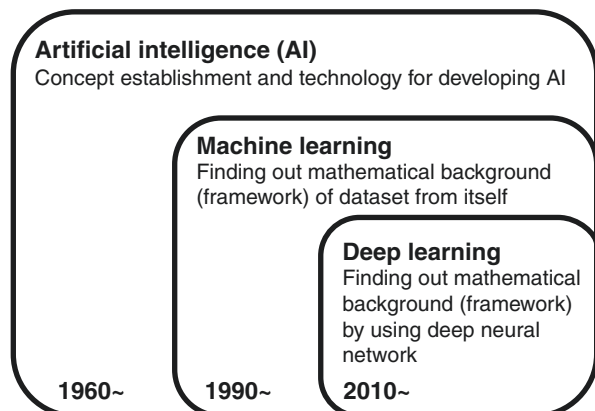 Artificial intelligence (AI)
Concept establishment and technology for developing AI
Machine learning
Finding out mathematical background
(framework) of dataset from itself
Deep learning
Finding out mathematical
background (framework)
by using deep neural
network
1960~ 1990~ 2010~